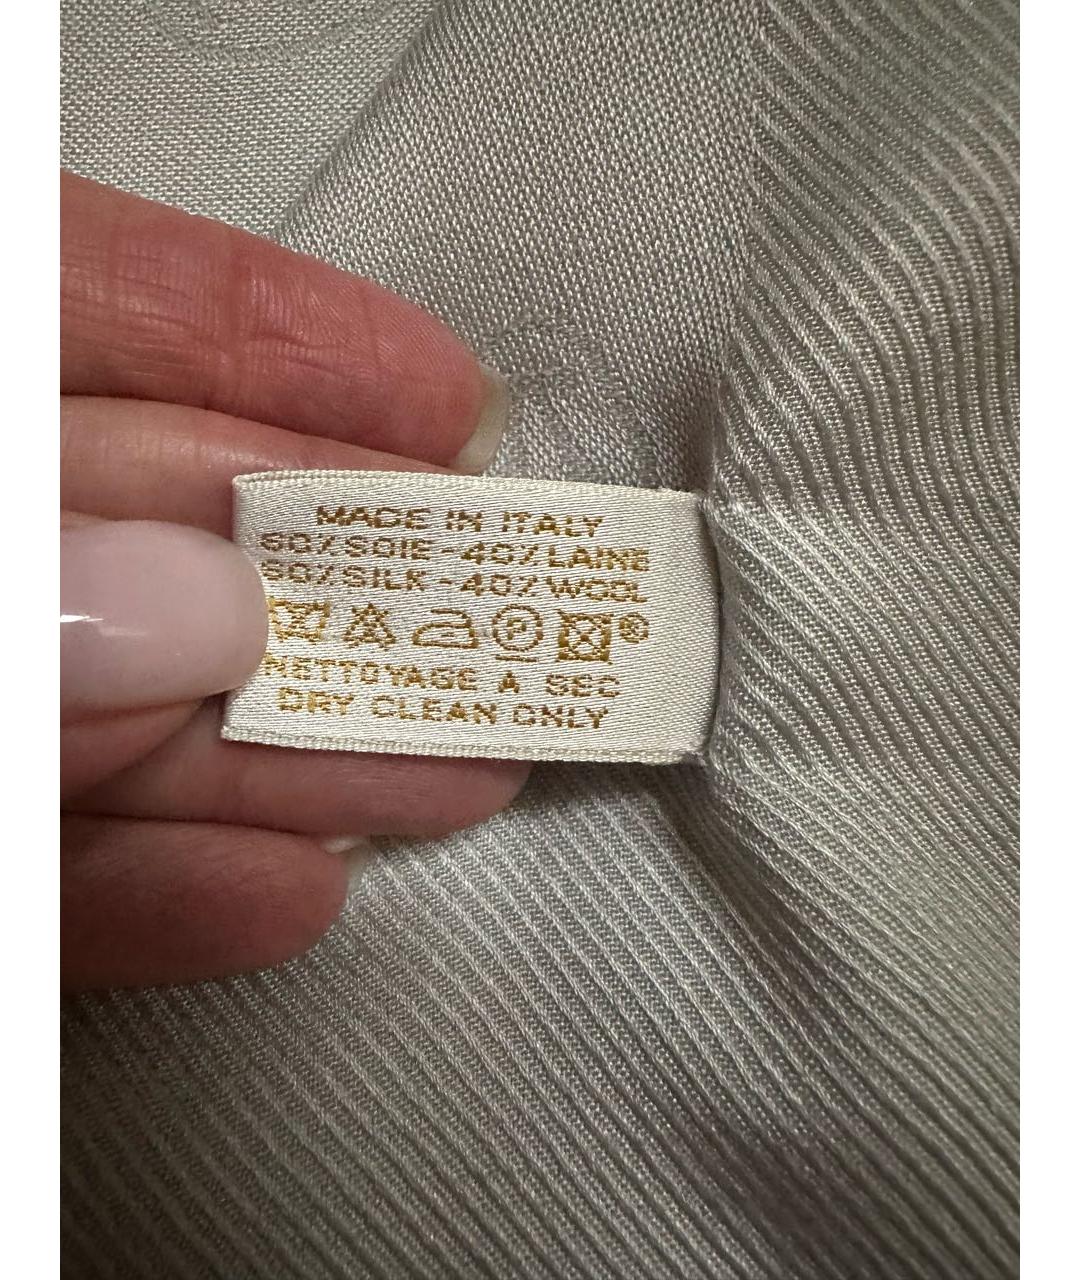 MADE IN ITALY
60% SOIE - 40% LAINE
60% SILK - 40% WOOL
P ®
NETTOYAGE A SEC
DRY CLEAN ONLY